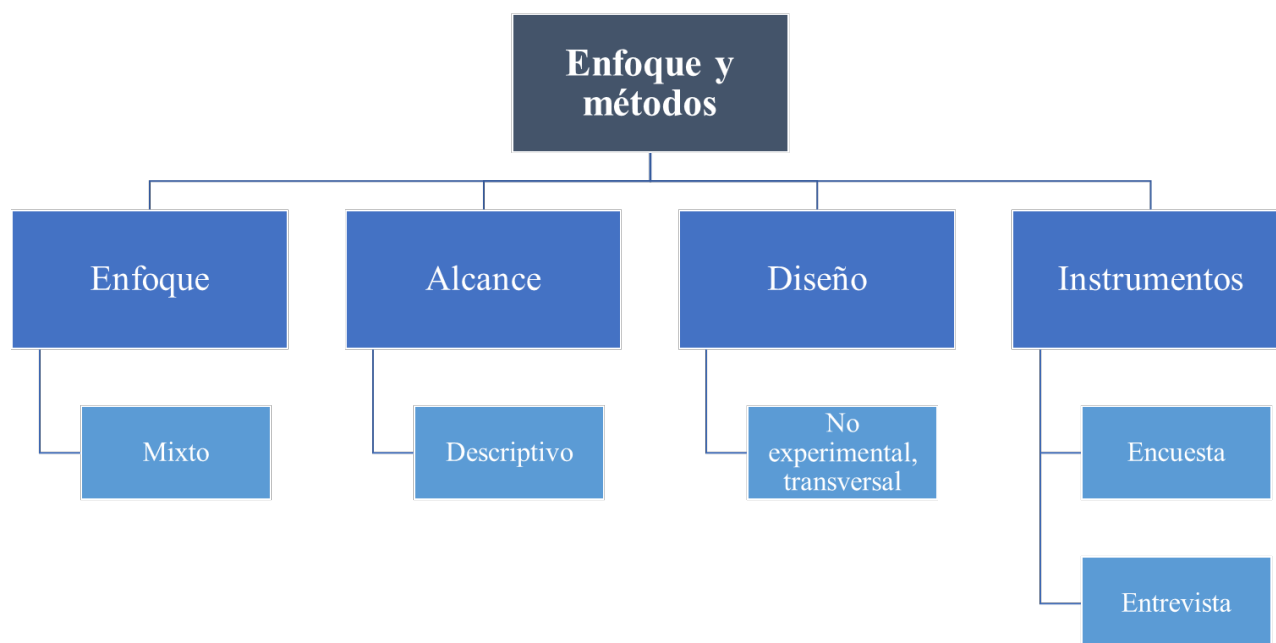 Enfoque y
métodos
Enfoque
Alcance
Diseño
Instrumentos
Mixto
Descriptivo
No
experimental,
transversal
Encuesta
Entrevista